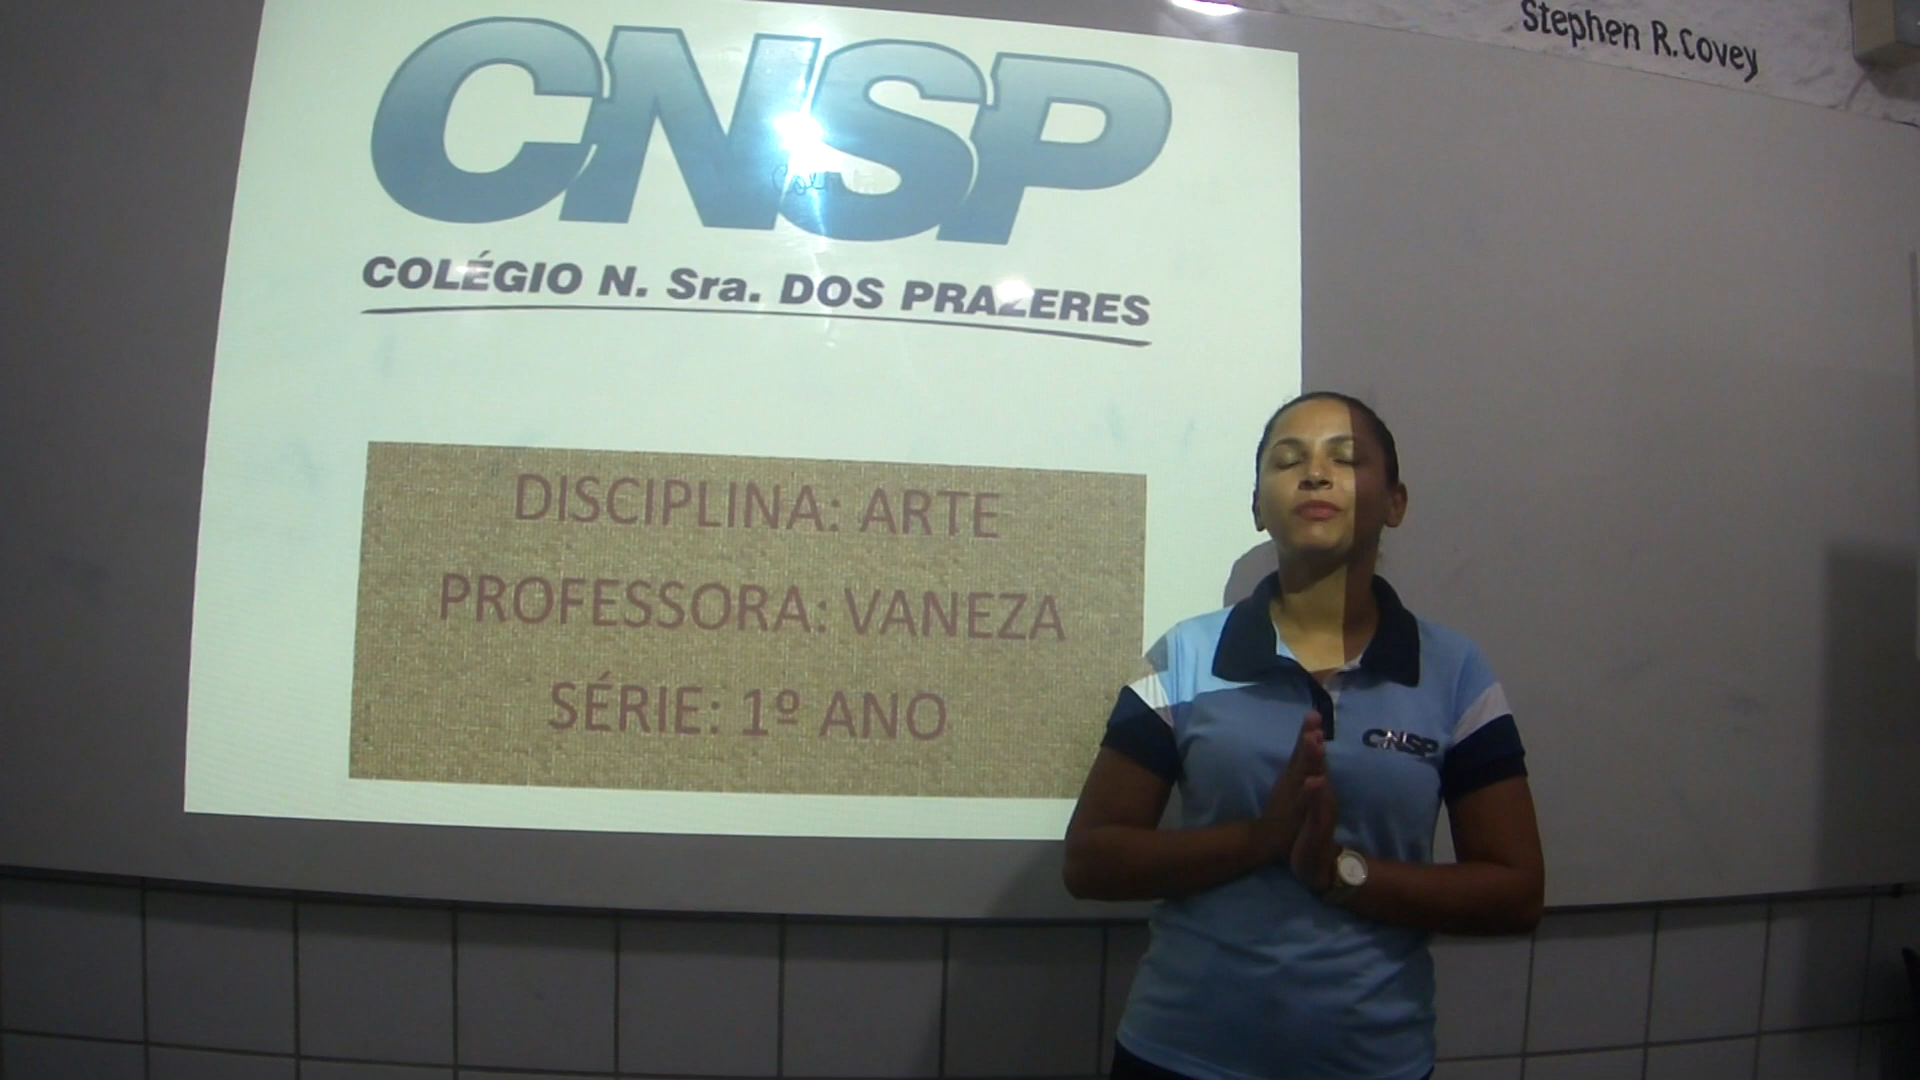 Stephen R.Covey
CNSP
COLÉGIO N. Sra. DOS PRAZERES
DISCIPLINA: ARTE
PROFESSORA: VANEZA
SÉRIE: 1º ANO
CNSP